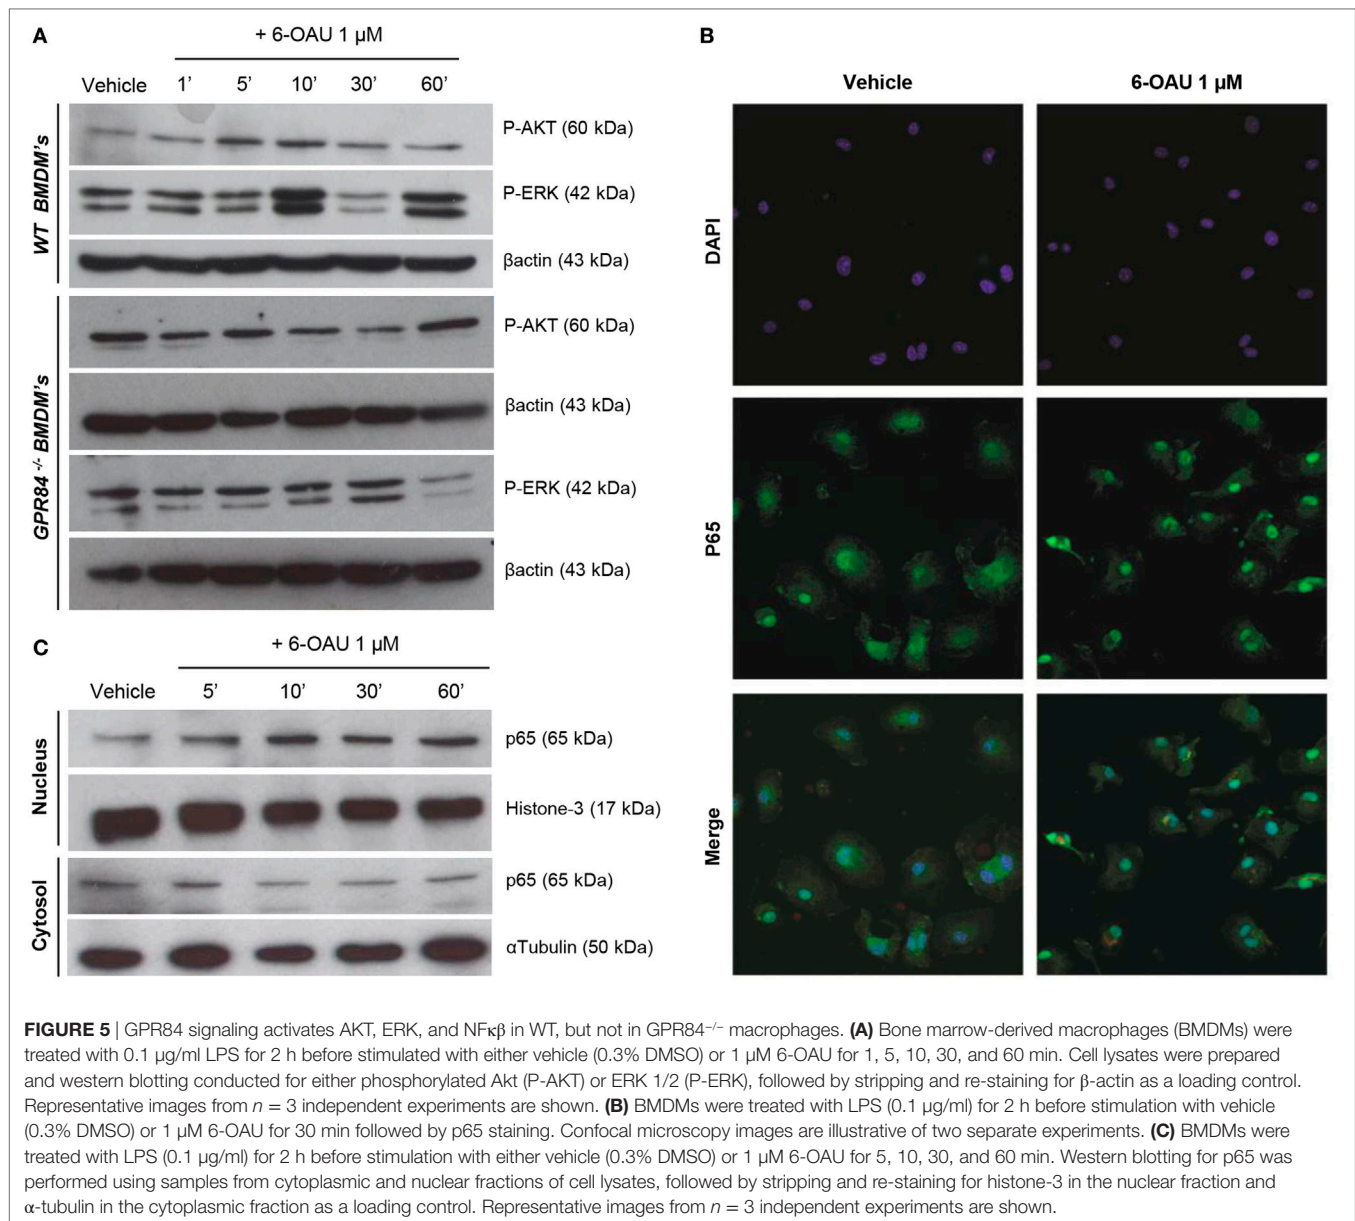 A
+ 6-OAU 1 µM
Vehicle 1’ 5’ 10’ 30’ 60’
WT BMDM’s
P-AKT (60 kDa)
P-ERK (42 kDa)
βactin (43 kDa)
GPR84 -/- BMDM’s
P-AKT (60 kDa)
βactin (43 kDa)
P-ERK (42 kDa)
βactin (43 kDa)
B
Vehicle 6-OAU 1 µM
DAPI
P65
Merge
C
+ 6-OAU 1 µM
Vehicle 5’ 10’ 30’ 60’
Nucleus
p65 (65 kDa)
Histone-3 (17 kDa)
Cytosol
p65 (65 kDa)
αTubulin (50 kDa)
FIGURE 5 | GPR84 signaling activates AKT, ERK, and NFκβ in WT, but not in GPR84−/− macrophages. (A) Bone marrow-derived macrophages (BMDMs) were
treated with 0.1 µg/ml LPS for 2 h before stimulated with either vehicle (0.3% DMSO) or 1 µM 6-OAU for 1, 5, 10, 30, and 60 min. Cell lysates were prepared
and western blotting conducted for either phosphorylated Akt (P-AKT) or ERK 1/2 (P-ERK), followed by stripping and re-staining for β-actin as a loading control.
Representative images from n = 3 independent experiments are shown. (B) BMDMs were treated with LPS (0.1 µg/ml) for 2 h before stimulation with vehicle
(0.3% DMSO) or 1 µM 6-OAU for 30 min followed by p65 staining. Confocal microscopy images are illustrative of two separate experiments. (C) BMDMs were
treated with LPS (0.1 µg/ml) for 2 h before stimulation with either vehicle (0.3% DMSO) or 1 µM 6-OAU for 5, 10, 30, and 60 min. Western blotting for p65 was
performed using samples from cytoplasmic and nuclear fractions of cell lysates, followed by stripping and re-staining for histone-3 in the nuclear fraction and
α-tubulin in the cytoplasmic fraction as a loading control. Representative images from n = 3 independent experiments are shown.